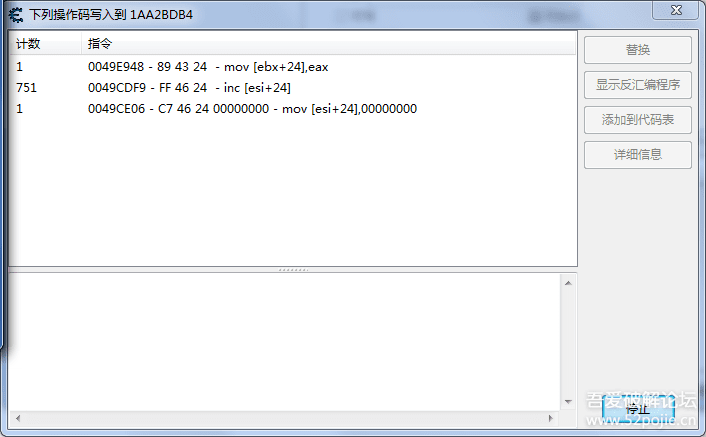 下列操作码写入到 1AA2BDB4
计数 指令
1 0049E948 - 89 43 24 - mov [ebx+24],eax
751 0049CDF9 - FF 46 24 - inc [esi+24]
1 0049CE06 - C7 46 24 00000000 - mov [esi+24],00000000
替换
显示反汇编程序
添加到代码表
详细信息
停止
吾爱破解论坛
www.52pojie.cn